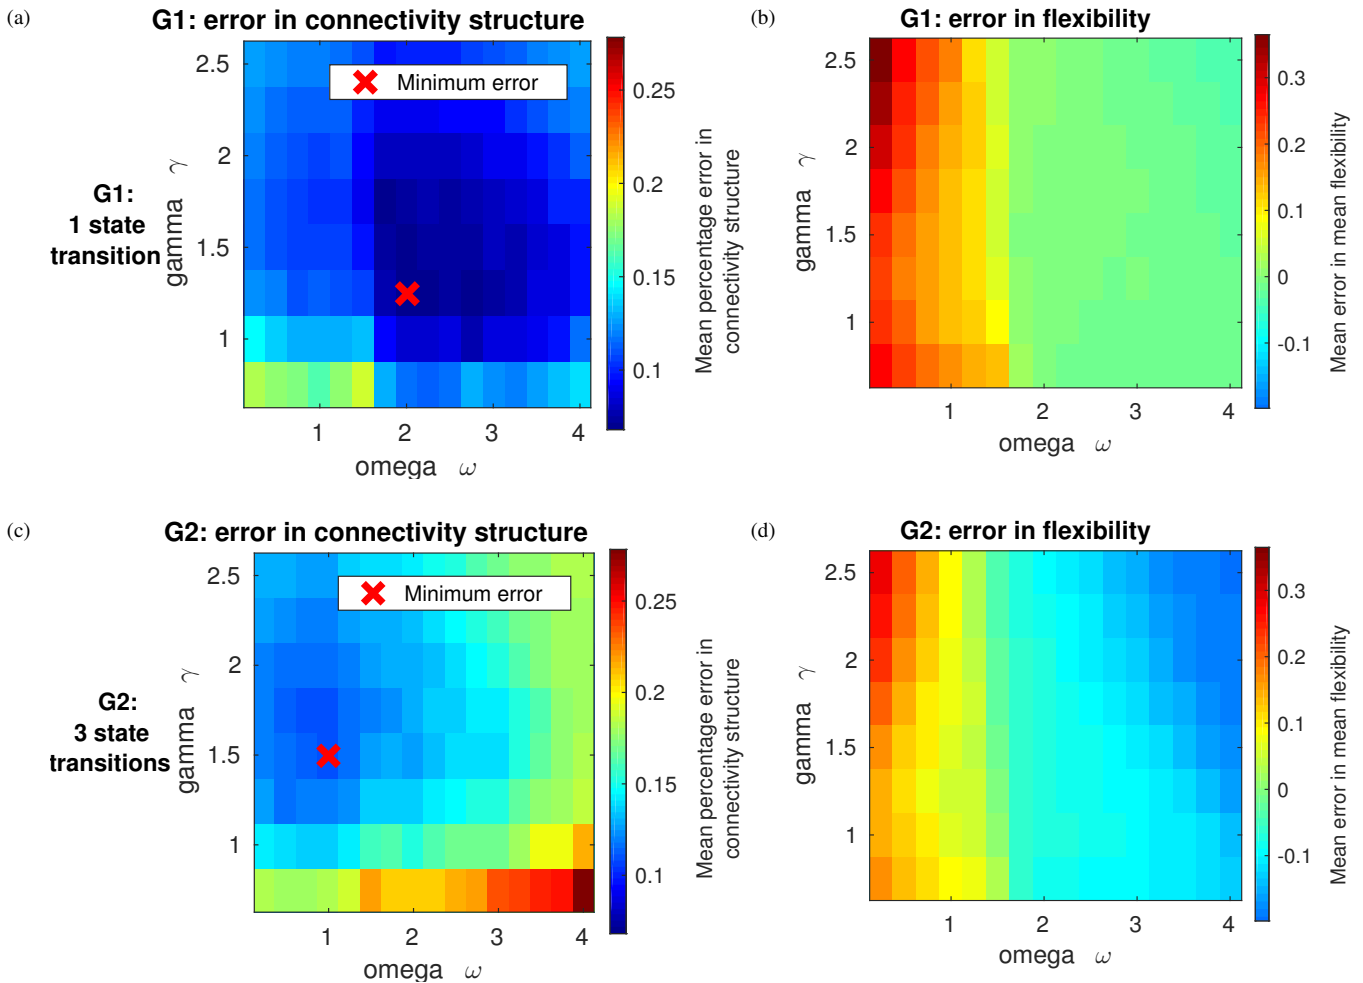 (a)
G1: error in connectivity structure
Minimum error
2.5
2
1.5
1
gamma γ
G1:
1 state
transition
1
2
3
4
omega ω
0.25
0.2
0.15
0.1
Mean percentage error in
connectivity structure
(b)
G1: error in flexibility
2.5
2
1.5
1
gamma γ
1
2
3
4
omega ω
0.3
0.2
0.1
0
-0.1
Mean error in mean flexibility
(c)
G2: error in connectivity structure
Minimum error
2.5
2
1.5
1
gamma γ
G2:
3 state
transitions
1
2
3
4
omega ω
0.25
0.2
0.15
0.1
Mean percentage error in
connectivity structure
(d)
G2: error in flexibility
2.5
2
1.5
1
gamma γ
1
2
3
4
omega ω
0.3
0.2
0.1
0
-0.1
Mean error in mean flexibility